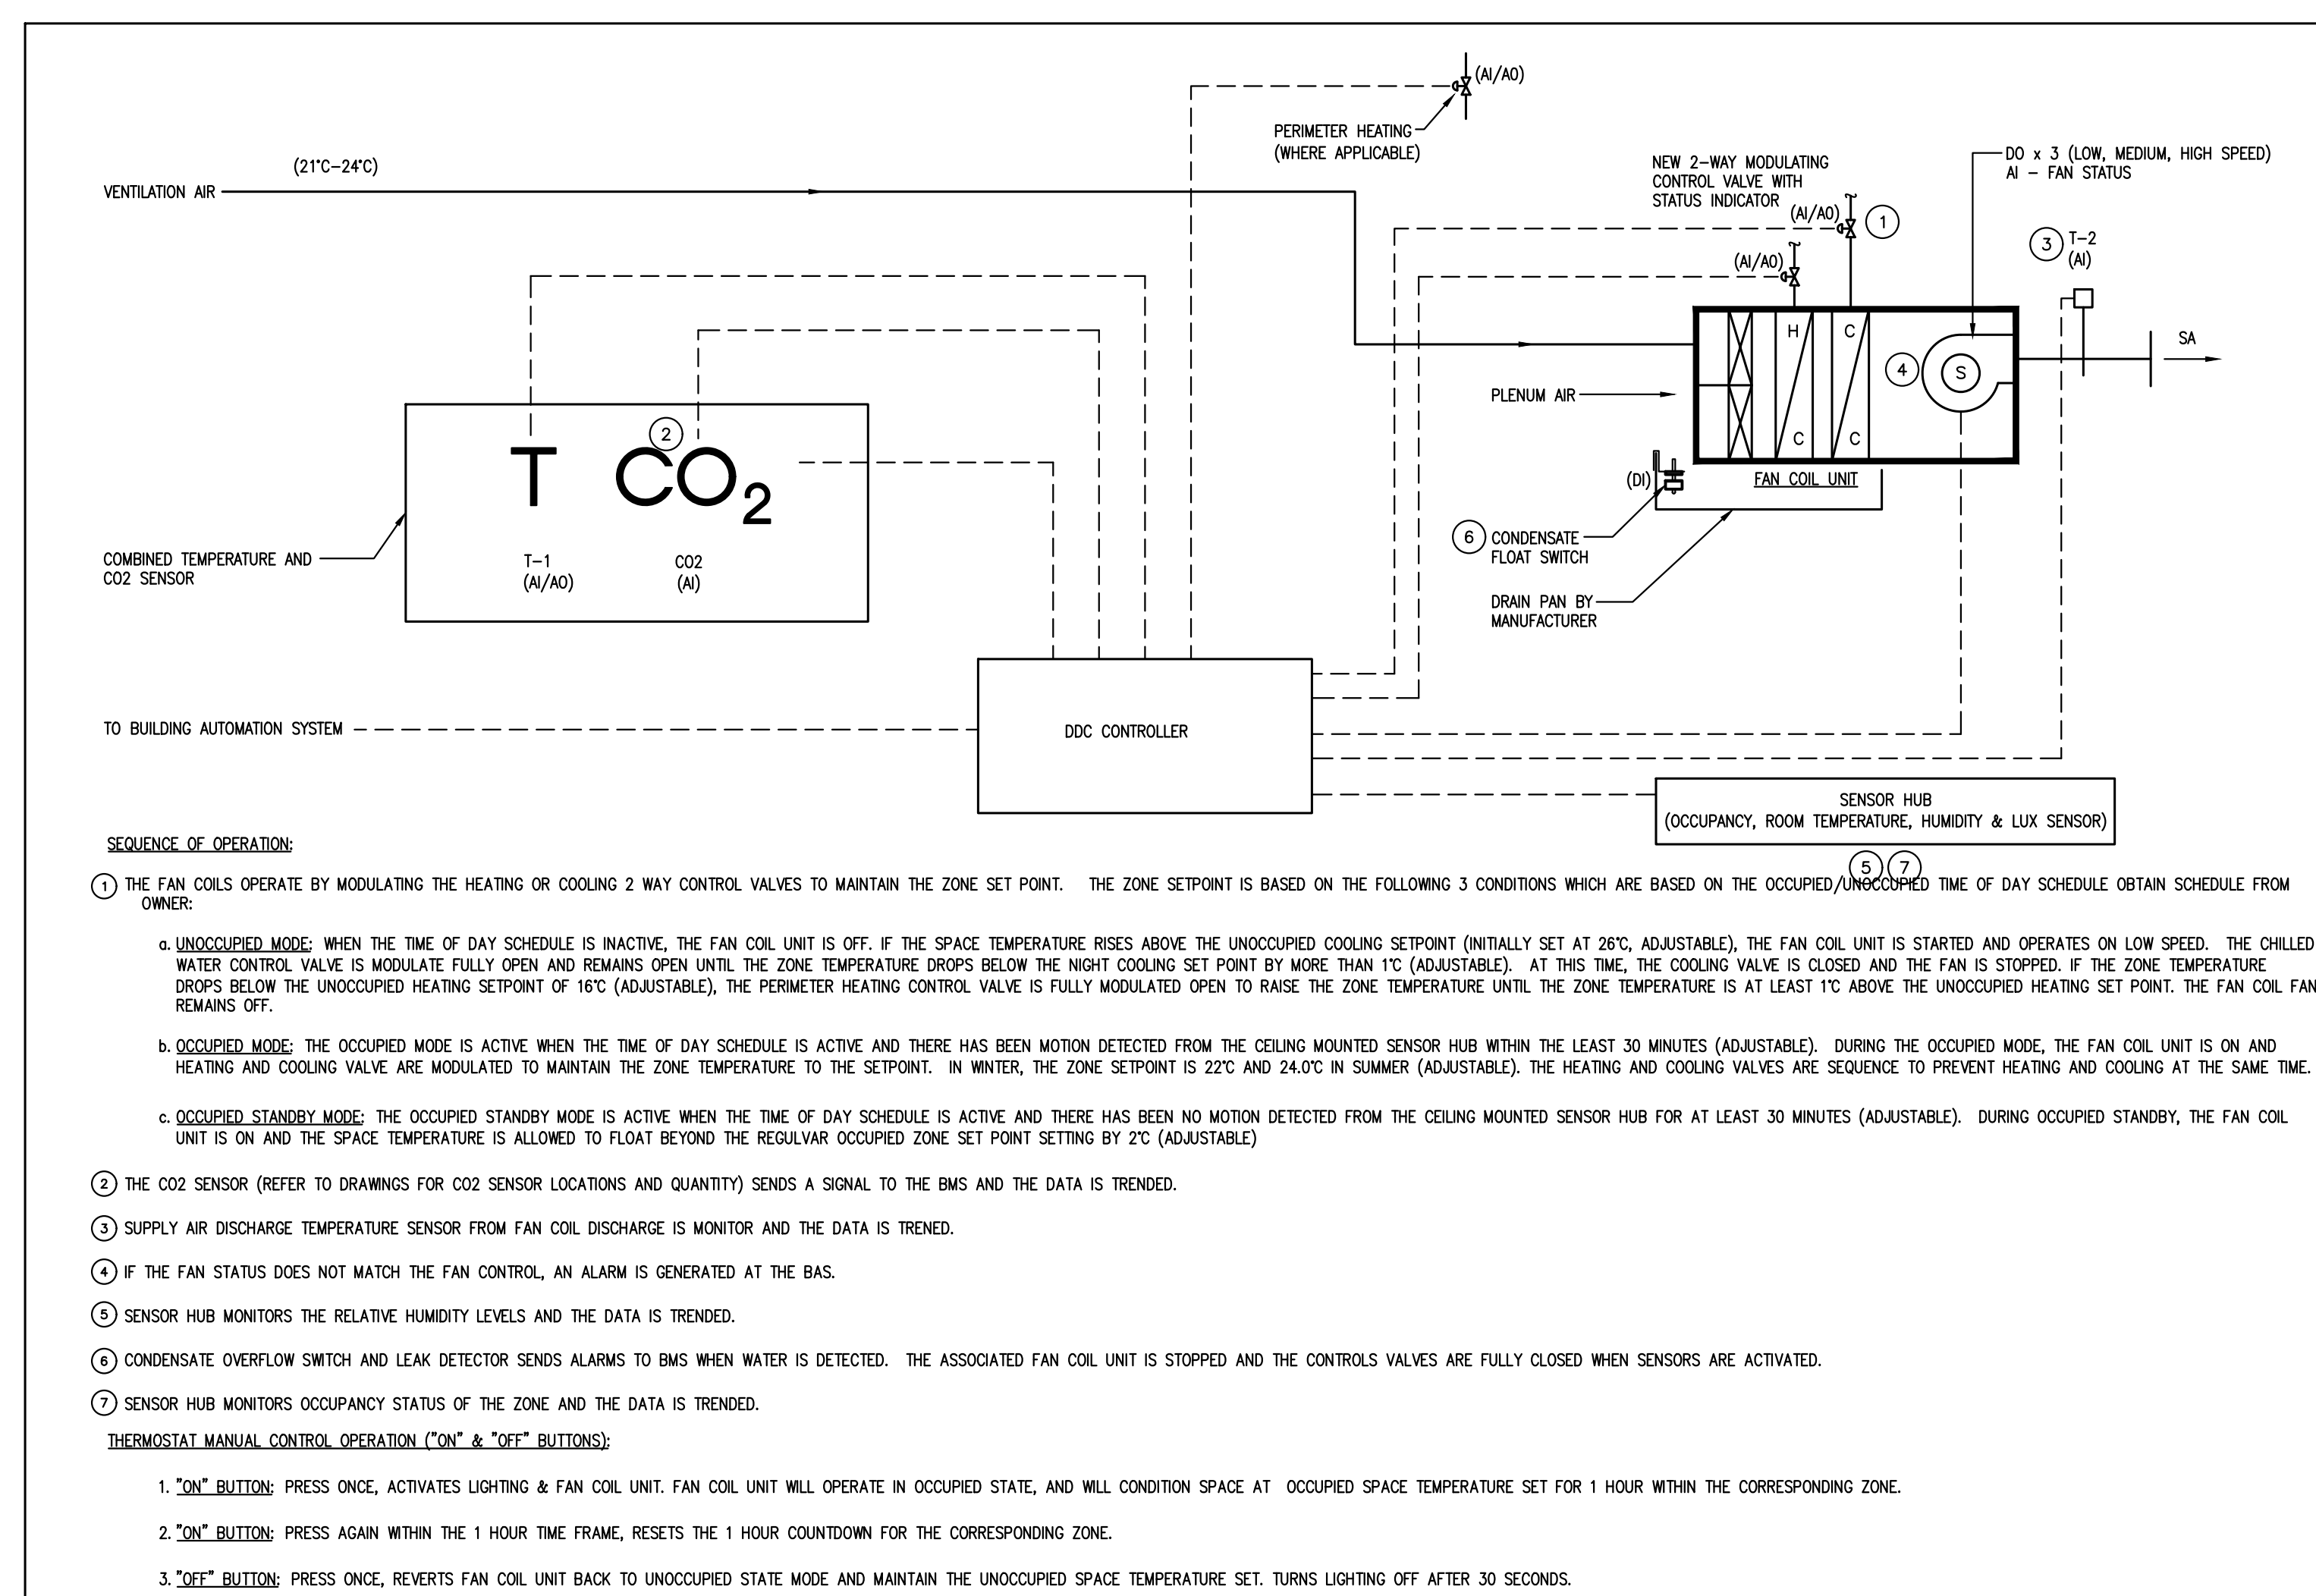 (AI/AO)
PERIMETER HEATING
(WHERE APPLICABLE)
(21°C-24°C)
VENTILATION AIR
NEW 2-WAY MODULATING
CONTROL VALVE WITH
STATUS INDICATOR
(AI/AO)
1
(AI/AO)
DO x 3 (LOW, MEDIUM, HIGH SPEED)
AI - FAN STATUS
3
T-2
(AI)
SA
H
C
C
C
4
S
PLENUM AIR
(DI)
FAN COIL UNIT
6
CONDENSATE
FLOAT SWITCH
DRAIN PAN BY
MANUFACTURER
2
T
CO2
T-1
(AI/AO)
CO2
(AI)
COMBINED TEMPERATURE AND
CO2 SENSOR
TO BUILDING AUTOMATION SYSTEM
DDC CONTROLLER
SENSOR HUB
(OCCUPANCY, ROOM TEMPERATURE, HUMIDITY & LUX SENSOR)
5 7
SEQUENCE OF OPERATION:
1 THE FAN COILS OPERATE BY MODULATING THE HEATING OR COOLING 2 WAY CONTROL VALVES TO MAINTAIN THE ZONE SET POINT. THE ZONE SETPOINT IS BASED ON THE FOLLOWING 3 CONDITIONS WHICH ARE BASED ON THE OCCUPIED/UNOCCUPIED TIME OF DAY SCHEDULE OBTAIN SCHEDULE FROM
OWNER:
a. UNOCCUPIED MODE: WHEN THE TIME OF DAY SCHEDULE IS INACTIVE, THE FAN COIL UNIT IS OFF. IF THE SPACE TEMPERATURE RISES ABOVE THE UNOCCUPIED COOLING SETPOINT (INITIALLY SET AT 26°C, ADJUSTABLE), THE FAN COIL UNIT IS STARTED AND OPERATES ON LOW SPEED. THE CHILLED
WATER CONTROL VALVE IS MODULATE FULLY OPEN AND REMAINS OPEN UNTIL THE ZONE TEMPERATURE DROPS BELOW THE NIGHT COOLING SET POINT BY MORE THAN 1°C (ADJUSTABLE). AT THIS TIME, THE COOLING VALVE IS CLOSED AND THE FAN IS STOPPED. IF THE ZONE TEMPERATURE
DROPS BELOW THE UNOCCUPIED HEATING SETPOINT OF 16°C (ADJUSTABLE), THE PERIMETER HEATING CONTROL VALVE IS FULLY MODULATED OPEN TO RAISE THE ZONE TEMPERATURE UNTIL THE ZONE TEMPERATURE IS AT LEAST 1°C ABOVE THE UNOCCUPIED HEATING SET POINT. THE FAN COIL FAN
REMAINS OFF.
b. OCCUPIED MODE: THE OCCUPIED MODE IS ACTIVE WHEN THE TIME OF DAY SCHEDULE IS ACTIVE AND THERE HAS BEEN MOTION DETECTED FROM THE CEILING MOUNTED SENSOR HUB WITHIN THE LEAST 30 MINUTES (ADJUSTABLE). DURING THE OCCUPIED MODE, THE FAN COIL UNIT IS ON AND
HEATING AND COOLING VALVE ARE MODULATED TO MAINTAIN THE ZONE TEMPERATURE TO THE SETPOINT. IN WINTER, THE ZONE SETPOINT IS 22°C AND 24.0°C IN SUMMER (ADJUSTABLE). THE HEATING AND COOLING VALVES ARE SEQUENCE TO PREVENT HEATING AND COOLING AT THE SAME TIME.
c. OCCUPIED STANDBY MODE: THE OCCUPIED STANDBY MODE IS ACTIVE WHEN THE TIME OF DAY SCHEDULE IS ACTIVE AND THERE HAS BEEN NO MOTION DETECTED FROM THE CEILING MOUNTED SENSOR HUB FOR AT LEAST 30 MINUTES (ADJUSTABLE). DURING OCCUPIED STANDBY, THE FAN COIL
UNIT IS ON AND THE SPACE TEMPERATURE IS ALLOWED TO FLOAT BEYOND THE REGULVAR OCCUPIED ZONE SET POINT SETTING BY 2°C (ADJUSTABLE)
2 THE CO2 SENSOR (REFER TO DRAWINGS FOR CO2 SENSOR LOCATIONS AND QUANTITY) SENDS A SIGNAL TO THE BMS AND THE DATA IS TRENDED.
3 SUPPLY AIR DISCHARGE TEMPERATURE SENSOR FROM FAN COIL DISCHARGE IS MONITOR AND THE DATA IS TRENED.
4 IF THE FAN STATUS DOES NOT MATCH THE FAN CONTROL, AN ALARM IS GENERATED AT THE BAS.
5 SENSOR HUB MONITORS THE RELATIVE HUMIDITY LEVELS AND THE DATA IS TRENDED.
6 CONDENSATE OVERFLOW SWITCH AND LEAK DETECTOR SENDS ALARMS TO BMS WHEN WATER IS DETECTED. THE ASSOCIATED FAN COIL UNIT IS STOPPED AND THE CONTROLS VALVES ARE FULLY CLOSED WHEN SENSORS ARE ACTIVATED.
7 SENSOR HUB MONITORS OCCUPANCY STATUS OF THE ZONE AND THE DATA IS TRENDED.
THERMOSTAT MANUAL CONTROL OPERATION ("ON" & "OFF" BUTTONS):
1. "ON" BUTTON: PRESS ONCE, ACTIVATES LIGHTING & FAN COIL UNIT. FAN COIL UNIT WILL OPERATE IN OCCUPIED STATE, AND WILL CONDITION SPACE AT OCCUPIED SPACE TEMPERATURE SET FOR 1 HOUR WITHIN THE CORRESPONDING ZONE.
2. "ON" BUTTON: PRESS AGAIN WITHIN THE 1 HOUR TIME FRAME, RESETS THE 1 HOUR COUNTDOWN FOR THE CORRESPONDING ZONE.
3. "OFF" BUTTON: PRESS ONCE, REVERTS FAN COIL UNIT BACK TO UNOCCUPIED STATE MODE AND MAINTAIN THE UNOCCUPIED SPACE TEMPERATURE SET. TURNS LIGHTING OFF AFTER 30 SECONDS.